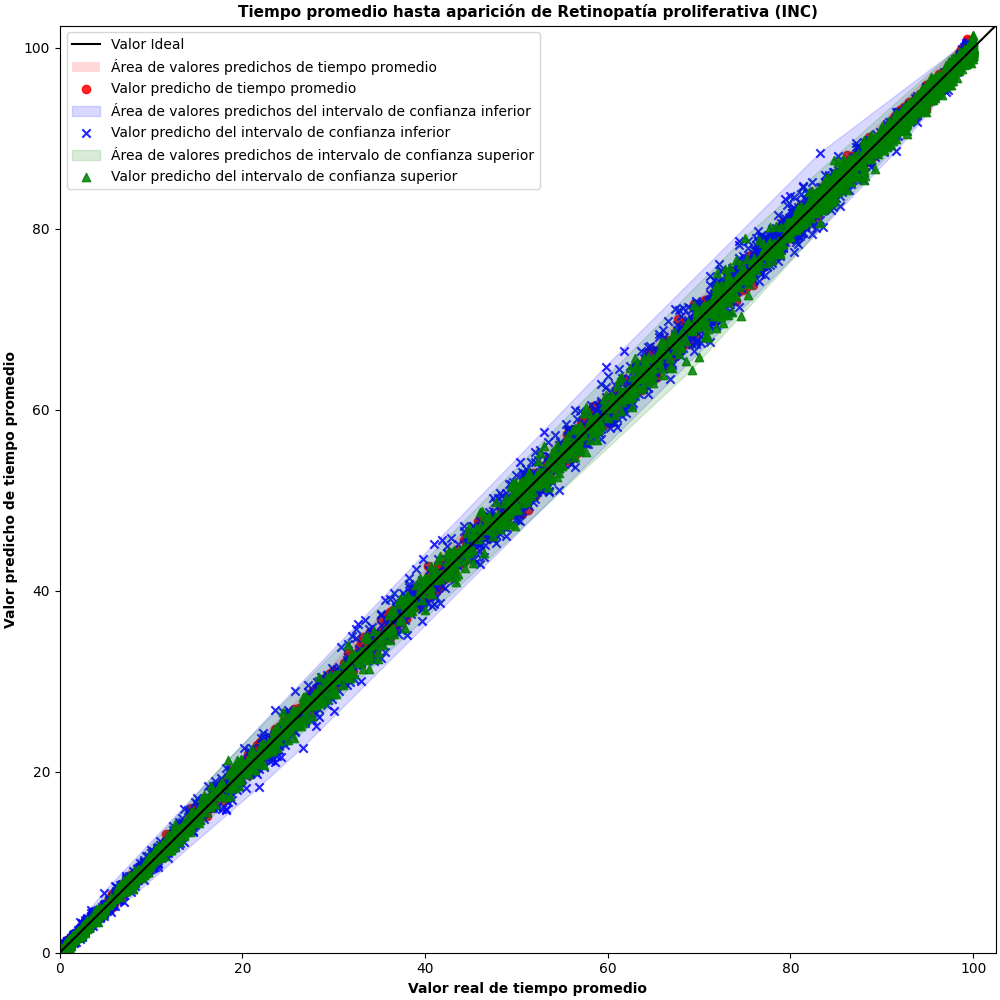 Tiempo promedio hasta aparición de Retinopatía proliferativa (INC)
Valor Ideal
Área de valores predichos de tiempo promedio
Valor predicho de tiempo promedio
Área de valores predichos del intervalo de confianza inferior
Valor predicho del intervalo de confianza inferior
Área de valores predichos de intervalo de confianza superior
Valor predicho del intervalo de confianza superior
Valor predicho de tiempo promedio
100
80
60
40
20
0
0 20 40 60 80 100
Valor real de tiempo promedio